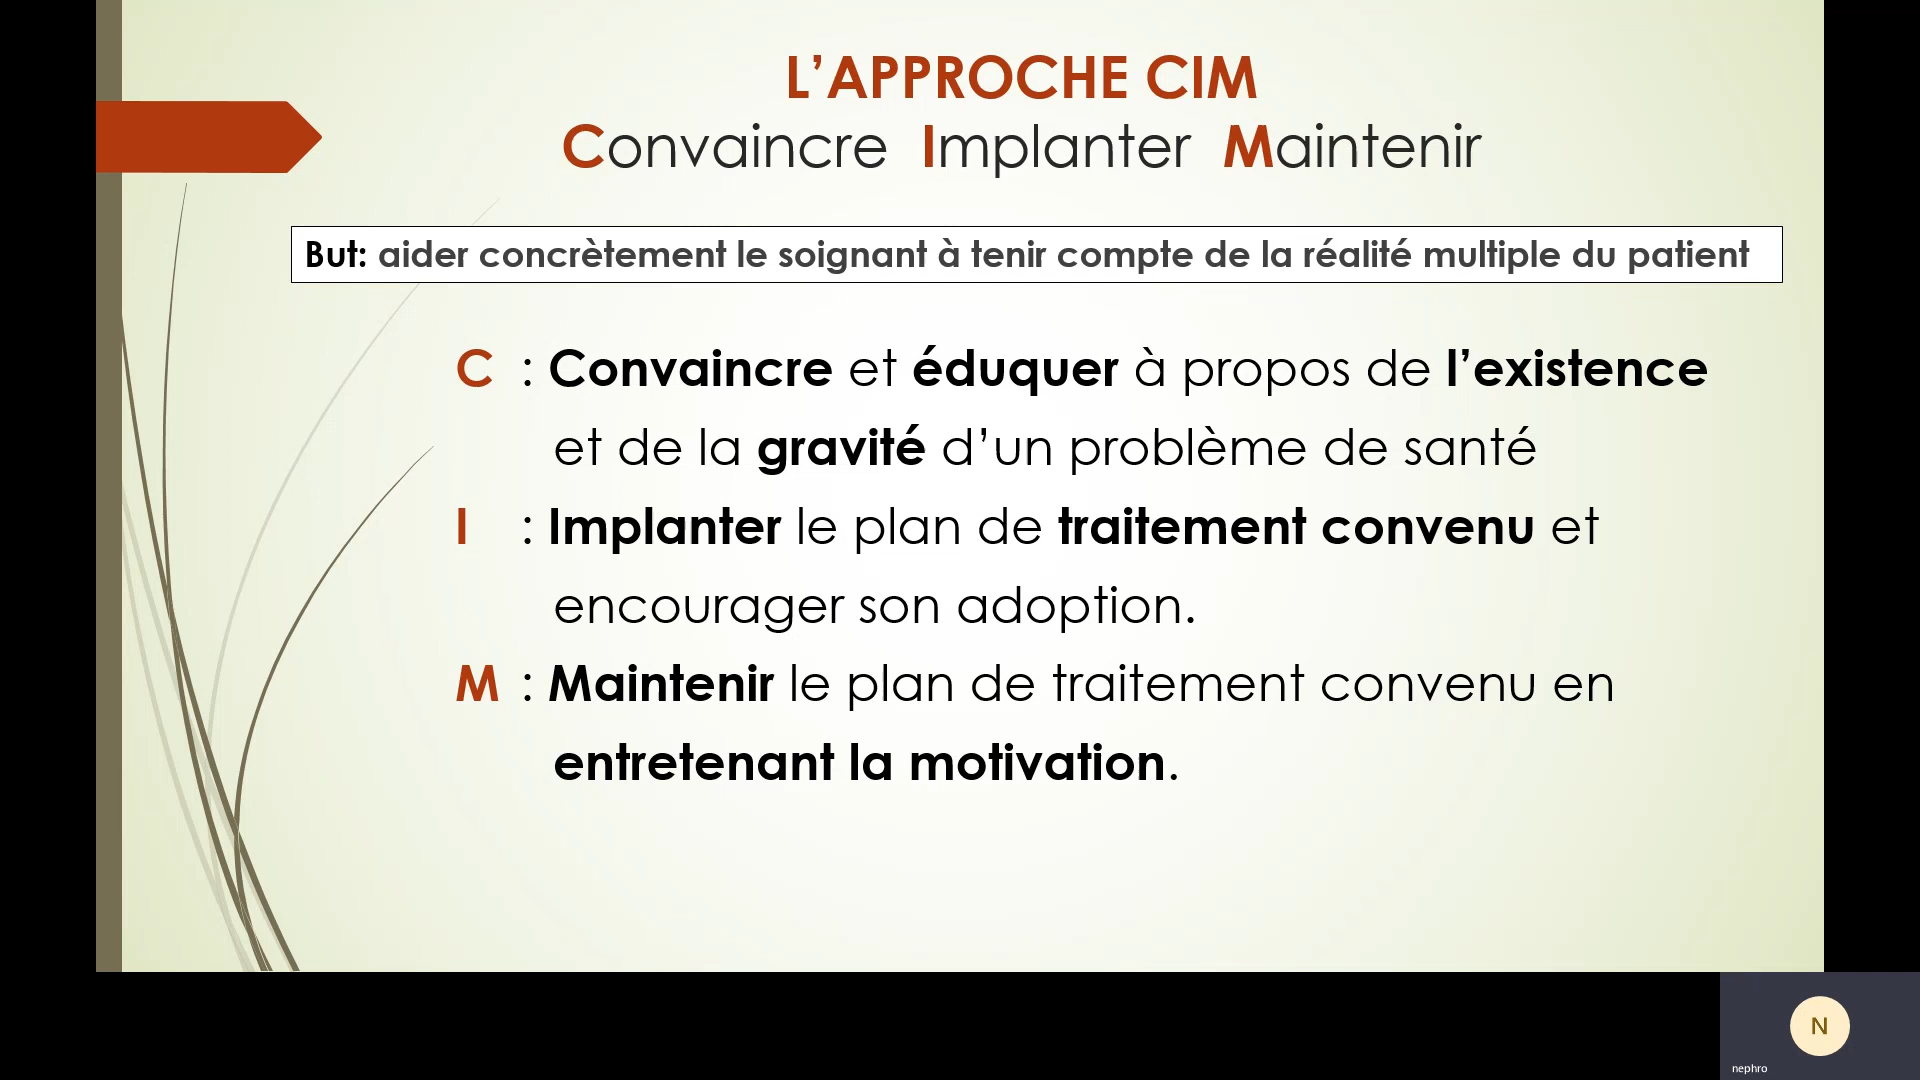 L’APPROCHE CIM
Convaincre Implanter Maintenir
But: aider concrètement le soignant à tenir compte de la réalité multiple du patient
C : Convaincre et éduquer à propos de l’existence
et de la gravité d’un problème de santé
I : Implanter le plan de traitement convenu et
encourager son adoption.
M : Maintenir le plan de traitement convenu en
entretenant la motivation.
N
nephro